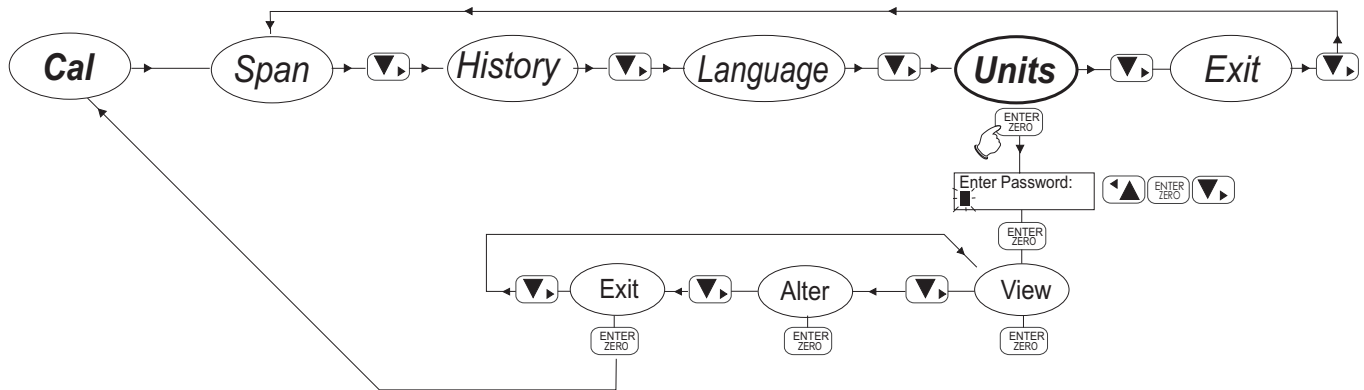 Cal
Span
History
Language
Units
Exit
ENTER
ZERO
Enter Password:
ENTER
ZERO
ENTER
ZERO
Exit
Alter
View
ENTER
ZERO
ENTER
ZERO
ENTER
ZERO